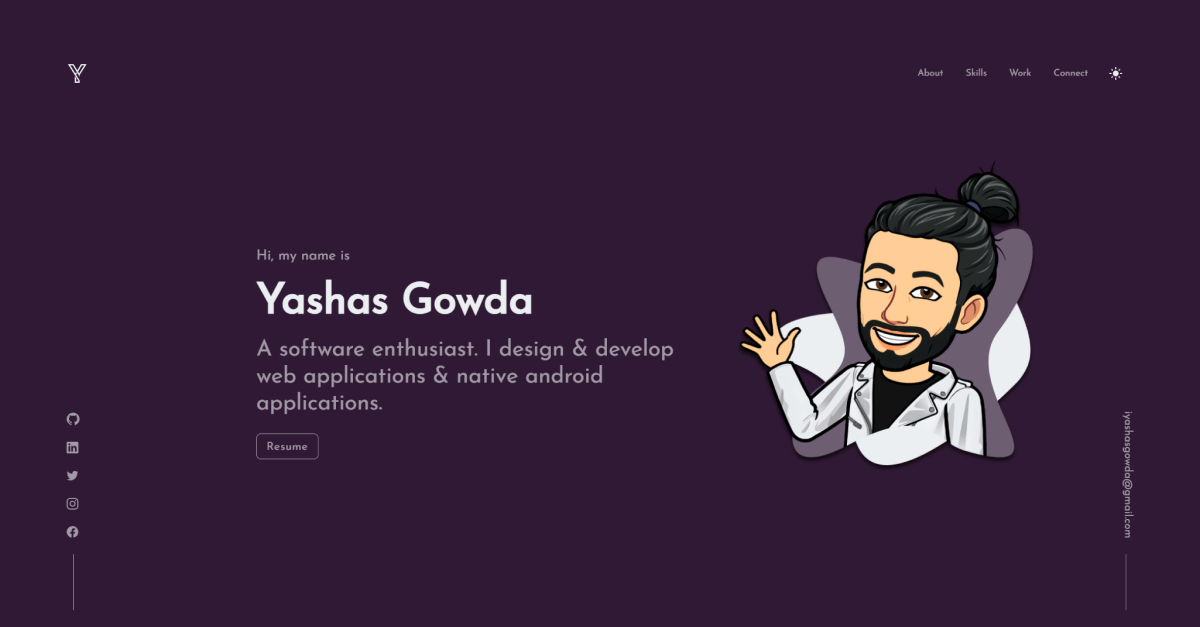 Y
About Skills Work Connect
Hi, my name is
Yashas Gowda
A software enthusiast. I design & develop
web applications & native android
applications.
Resume
iyashasgowda@gmail.com